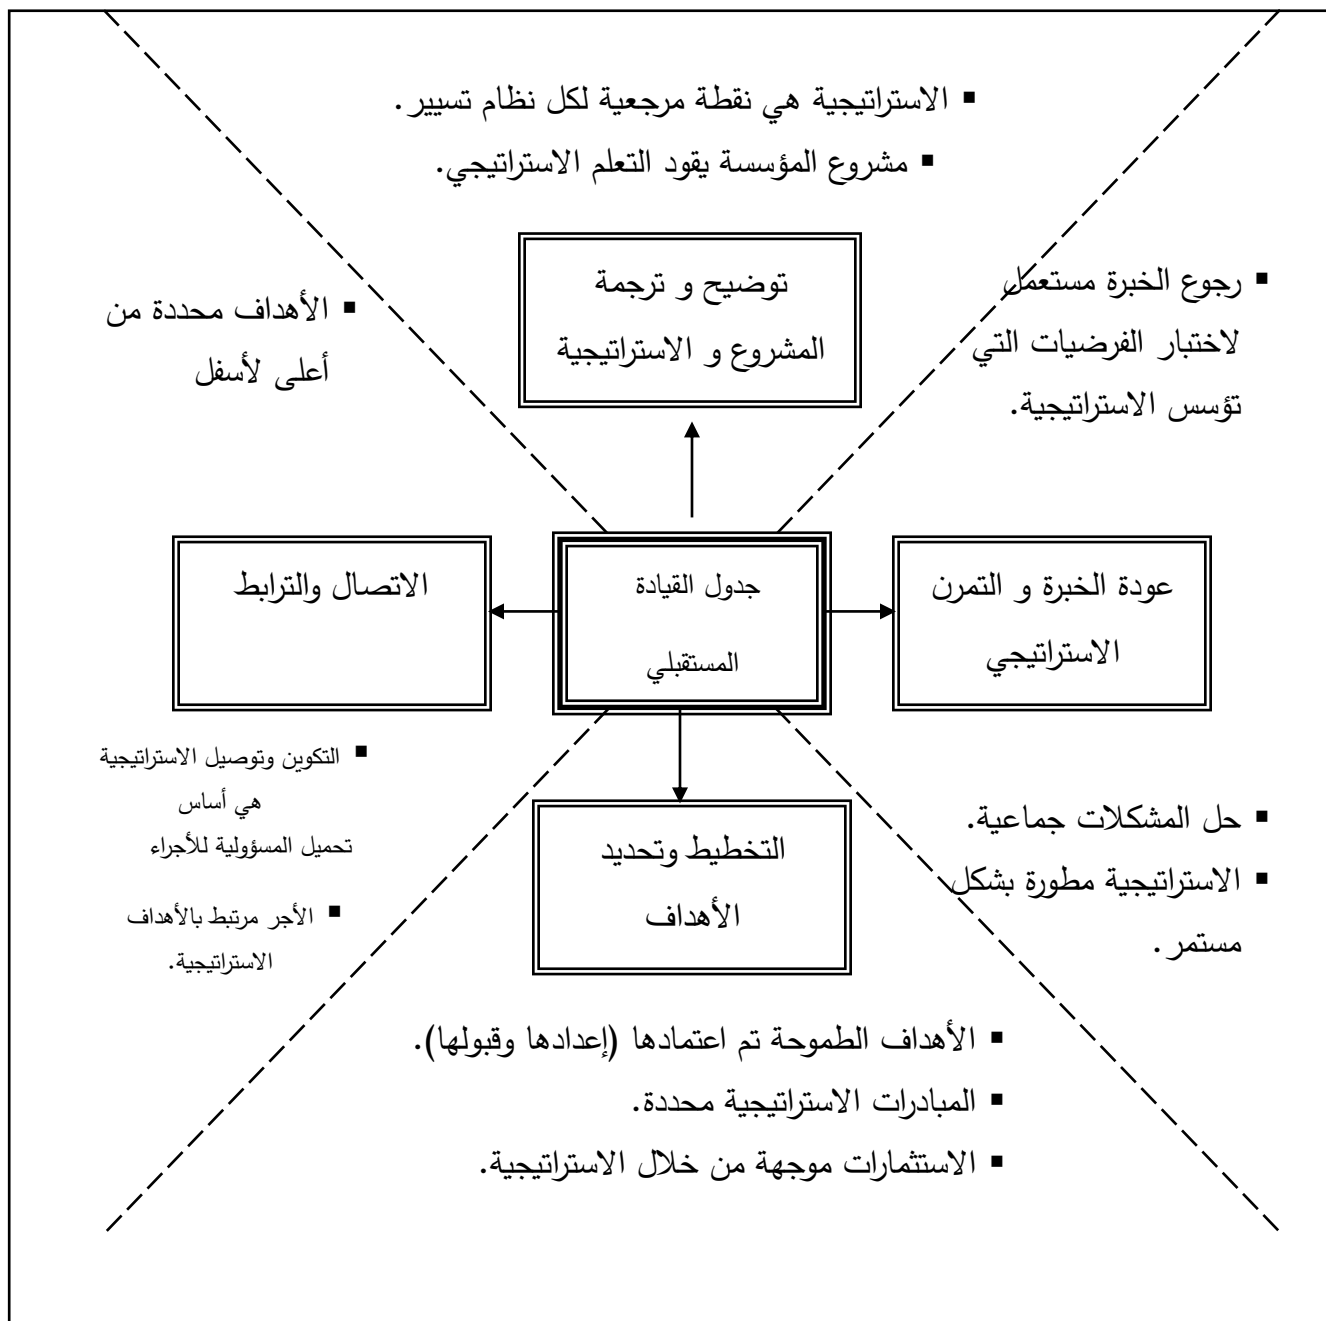 ▪ الاستراتيجية هي نقطة مرجعية لكل نظام تسيير.
▪ مشروع المؤسسة يقود التعلم الاستراتيجي.
توضيح و ترجمة
المشروع و الاستراتيجية
▪ رجوع الخبرة مستعمل
لاختبار الفرضيات التي
تؤسس الاستراتيجية.
▪ الأهداف محددة من
أعلى لأسفل
عودة الخبرة و التمرن
الاستراتيجي
جدول القيادة
المستقبلي
الاتصال والترابط
▪ حل المشكلات جماعية.
▪ الاستراتيجية مطورة بشكل
مستمر.
التخطيط وتحديد
الأهداف
▪ التكوين وتوصيل الاستراتيجية
هي أساس
تحميل المسؤولية للأجراء
▪ الأجر مرتبط بالأهداف
الاستراتيجية.
▪ الأهداف الطموحة تم اعتمادها (إعدادها وقبولها).
▪ المبادرات الاستراتيجية محددة.
▪ الاستثمارات موجهة من خلال الاستراتيجية.